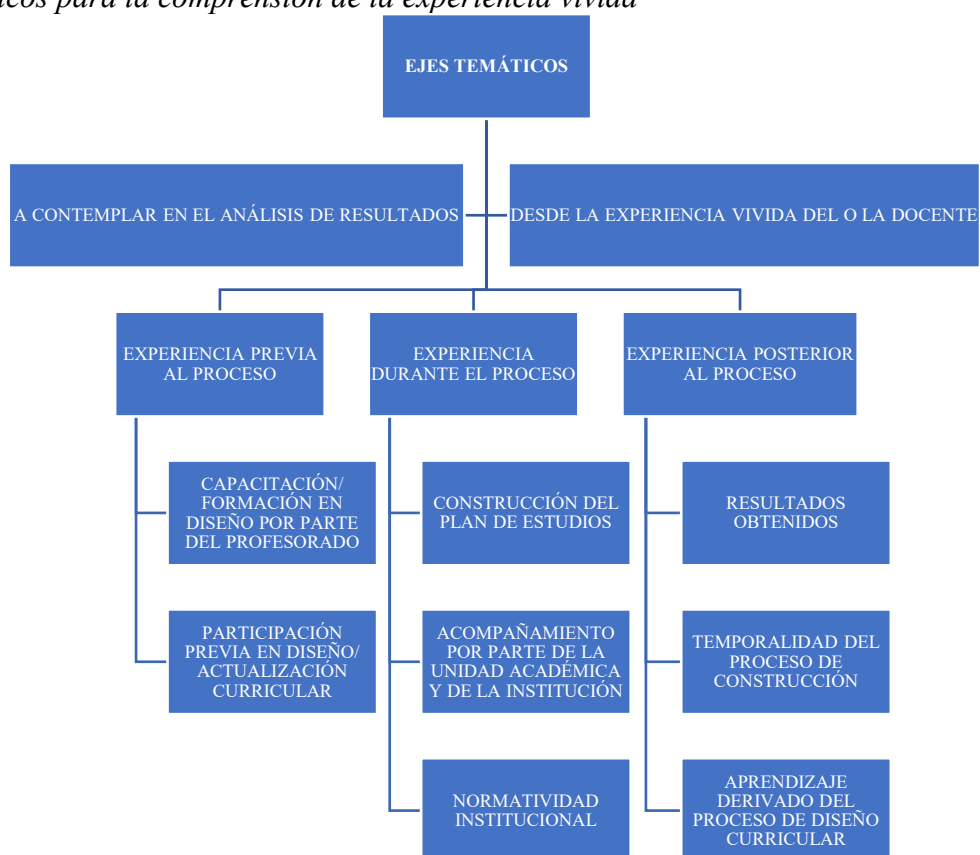 para la comprensión de la experiencia vivida
EJES TEMÁTICOS
A CONTEMPLAR EN EL ANÁLISIS DE RESULTADOS
DESDE LA EXPERIENCIA VIVIDA DEL O LA DOCENTE
EXPERIENCIA PREVIA
AL PROCESO
EXPERIENCIA
DURANTE EL PROCESO
EXPERIENCIA POSTERIOR
AL PROCESO
CAPACITACIÓN/
FORMACIÓN EN
DISEÑO POR PARTE
DEL PROFESORADO
CONSTRUCCIÓN DEL
PLAN DE ESTUDIOS
RESULTADOS
OBTENIDOS
PARTICIPACIÓN
PREVIA EN DISEÑO/
ACTUALIZACIÓN
CURRICULAR
ACOMPAÑAMIENTO
POR PARTE DE LA
UNIDAD ACADÉMICA
Y DE LA INSTITUCIÓN
TEMPORALIDAD DEL
PROCESO DE
CONSTRUCCIÓN
NORMATIVIDAD
INSTITUCIONAL
APRENDIZAJE
DERIVADO DEL
PROCESO DE DISEÑO
CURRICULAR